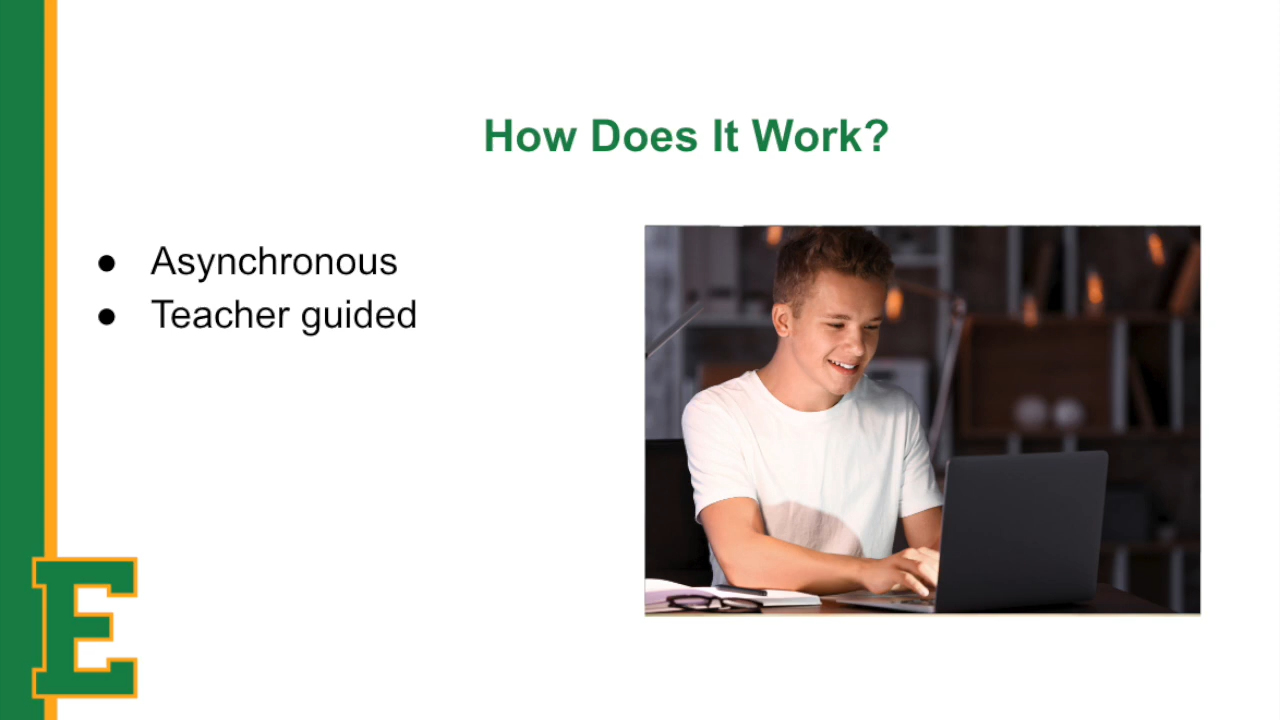 How Does It Work?
● Asynchronous
● Teacher guided
E